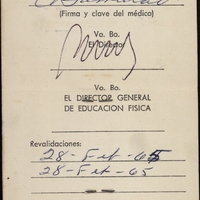 (Firma y clave del médico)
Vo. Bo.
El Director
Vo. Bo.
EL DIRECTOR GENERAL
DE EDUCACION FISICA
Revalidaciones:
28-Feb-65
28-Feb-65